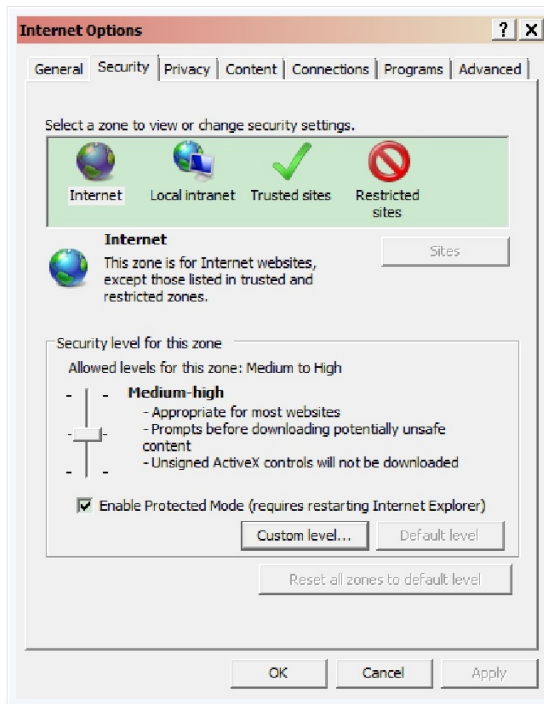 Internet Options
? X
General Security Privacy Content Connections Programs Advanced
Select a zone to view or change security settings.
Internet Local intranet Trusted sites Restricted
sites
Internet
Sites
This zone is for Internet websites,
except those listed in trusted and
restricted zones.
Security level for this zone
Allowed levels for this zone: Medium to High
Medium-high
- Appropriate for most websites
- Prompts before downloading potentially unsafe
content
- Unsigned ActiveX controls will not be downloaded
Enable Protected Mode (requires restarting Internet Explorer)
Custom level... Default level
Reset all zones to default level
OK Cancel Apply